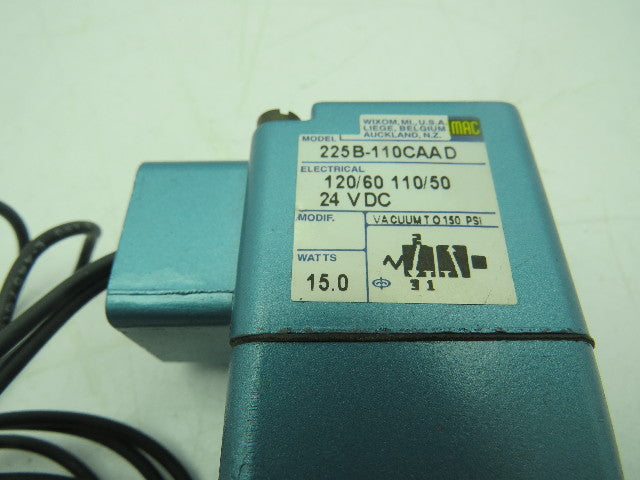 WIXOM, MI., U.S.A.
LIEGE, BELGIUM
AUCKLAND, N.Z.
MAC
MODEL
225B-110CAAD
ELECTRICAL
120/60 110/50
24 VDC
MODIF.
VACUUM TO 150 PSI
2
WATTS
15.0
3 1